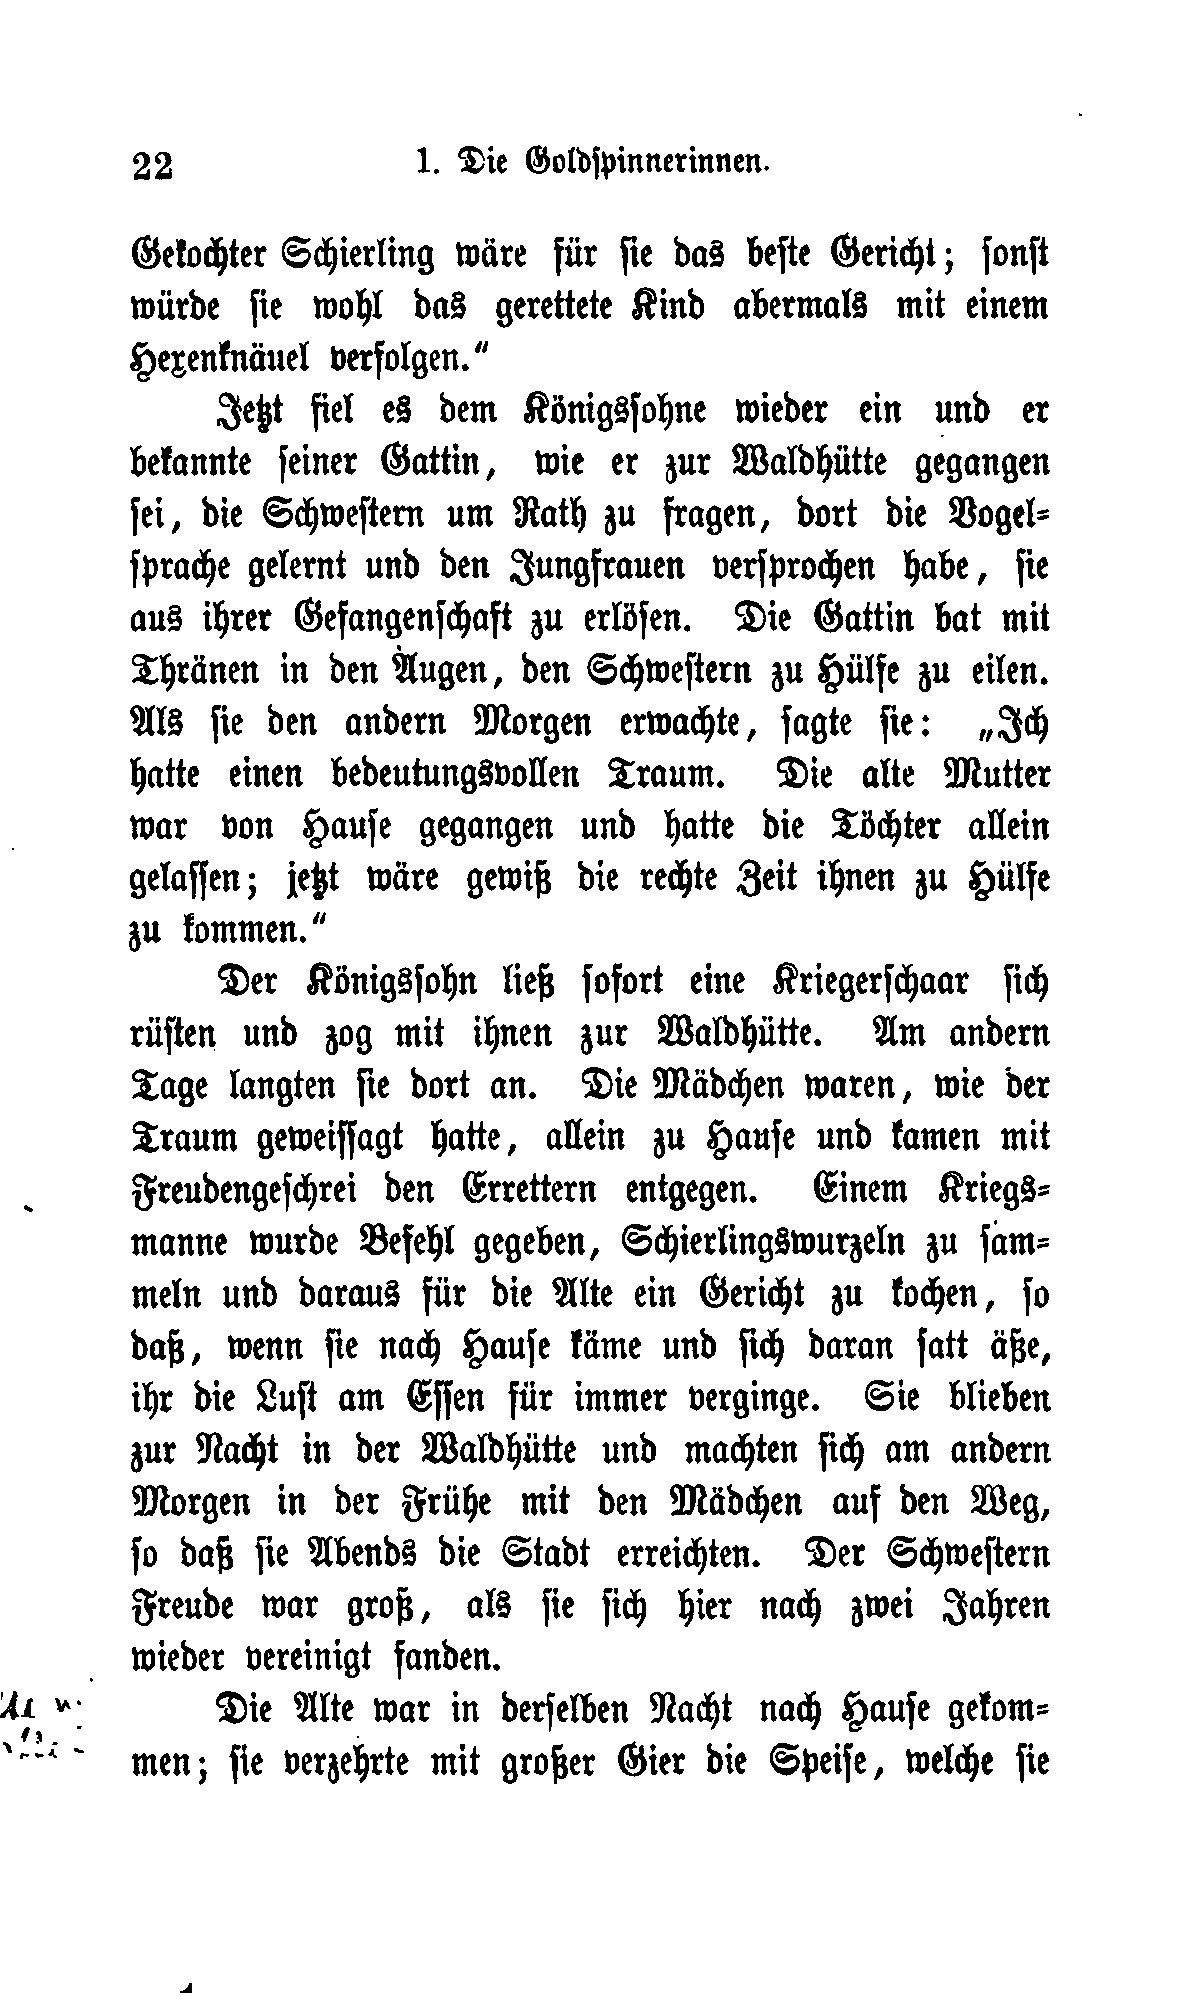 22 1. Die Goldspinnerinnen.
Gekochter Schierling wäre für sie das beste Gericht; sonst
würde sie wohl das gerettete Kind abermals mit einem
Hexenknäuel verfolgen.“
Jetzt fiel es dem Königssohne wieder ein und er
bekannte seiner Gattin, wie er zur Waldhütte gegangen
sei, die Schwestern um Rath zu fragen, dort die Vogel-
sprache gelernt und den Jungfrauen versprochen habe, sie
aus ihrer Gefangenschaft zu erlösen. Die Gattin bat mit
Thränen in den Augen, den Schwestern zu Hülfe zu eilen.
Als sie den andern Morgen erwachte, sagte sie: „Ich
hatte einen bedeutungsvollen Traum. Die alte Mutter
war von Hause gegangen und hatte die Töchter allein
gelassen; jetzt wäre gewiß die rechte Zeit ihnen zu Hülfe
zu kommen.“
Der Königssohn ließ sofort eine Kriegerschaar sich
rüsten und zog mit ihnen zur Waldhütte. Am andern
Tage langten sie dort an. Die Mädchen waren, wie der
Traum geweissagt hatte, allein zu Hause und kamen mit
Freudengeschrei den Errettern entgegen. Einem Kriegs-
manne wurde Befehl gegeben, Schierlingswurzeln zu sam-
meln und daraus für die Alte ein Gericht zu kochen, so
daß, wenn sie nach Hause käme und sich daran satt äße,
ihr die Lust am Essen für immer verginge. Sie blieben
zur Nacht in der Waldhütte und machten sich am andern
Morgen in der Frühe mit den Mädchen auf den Weg,
so daß sie Abends die Stadt erreichten. Der Schwestern
Freude war groß, als sie sich hier nach zwei Jahren
wieder vereinigt fanden.
Die Alte war in derselben Nacht nach Hause gekom-
men; sie verzehrte mit großer Gier die Speise, welche sie